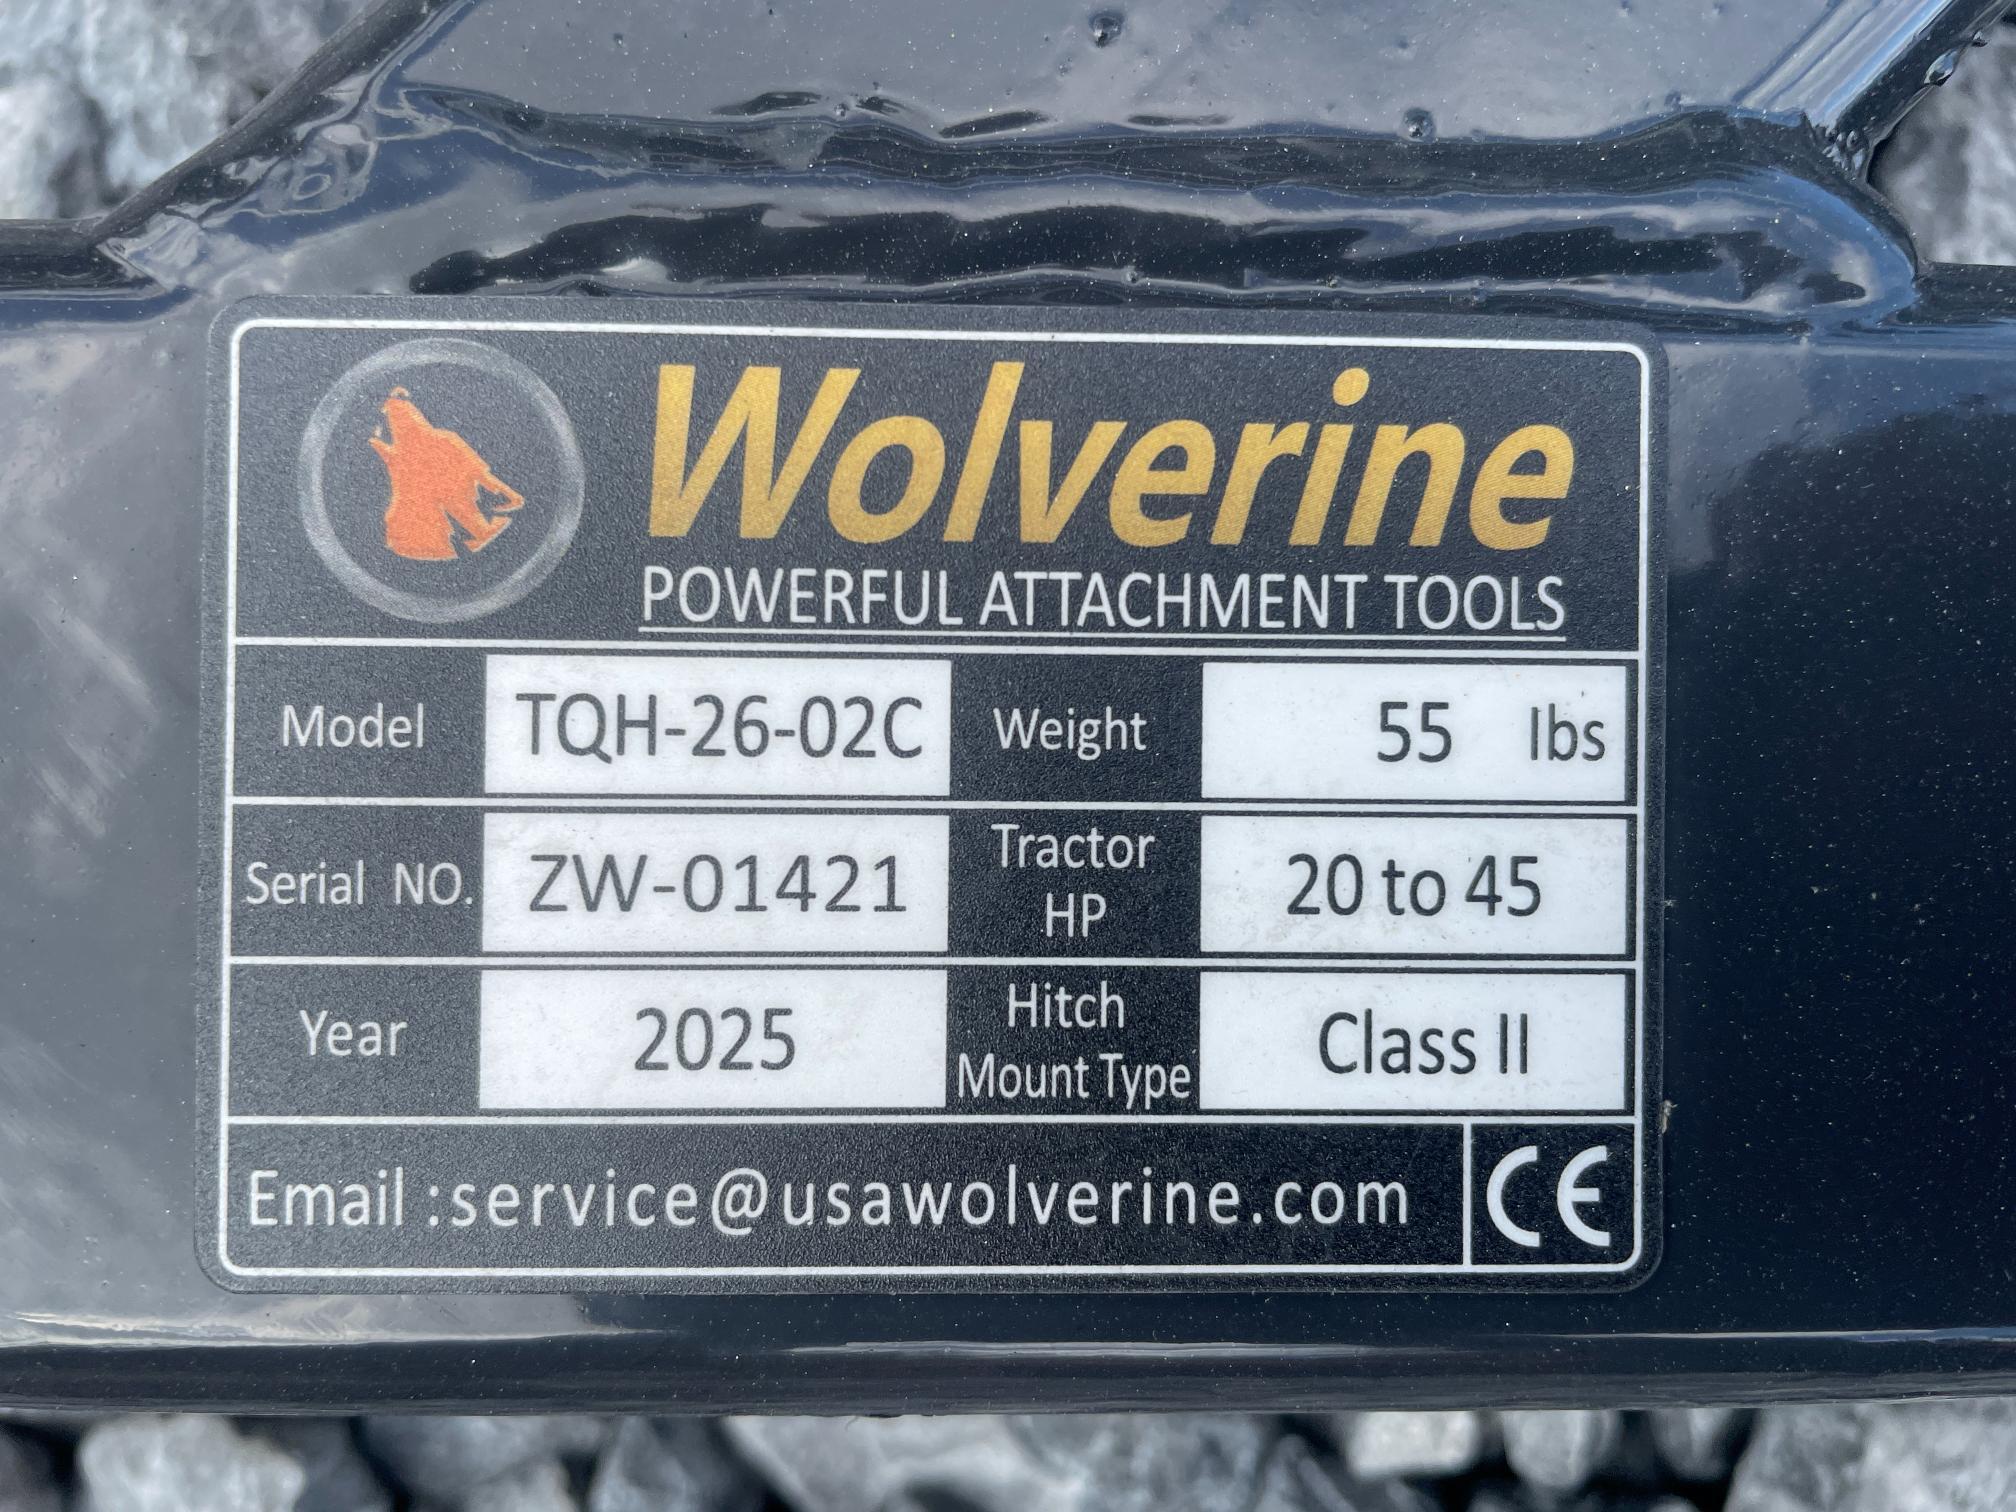 Wolverine
POWERFUL ATTACHMENT TOOLS
Model TQH-26-02C Weight 55 lbs
Serial NO. ZW-01421 Tractor HP 20 to 45
Year 2025 Hitch Mount Type Class II
Email :service@usawolverine.com CE